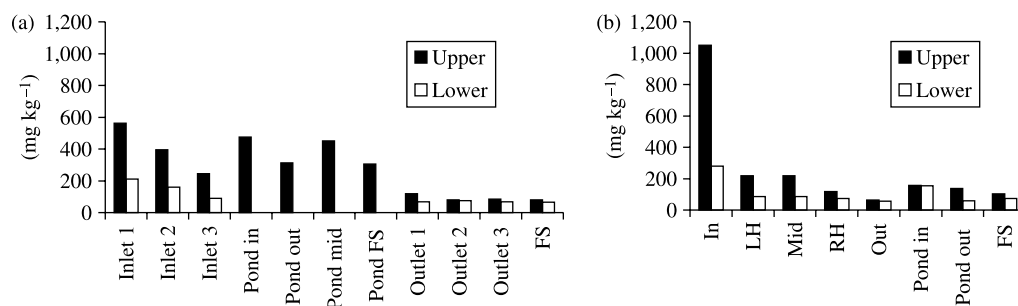 (a)
1,200
1,000
800
600
400
200
0
(mg kg⁻¹)
Upper
Lower
Inlet 1
Inlet 2
Inlet 3
Pond in
Pond out
Pond mid
Pond FS
Outlet 1
Outlet 2
Outlet 3
FS
(b)
1,200
1,000
800
600
400
200
0
(mg kg⁻¹)
Upper
Lower
In
LH
Mid
RH
Out
Pond in
Pond out
FS